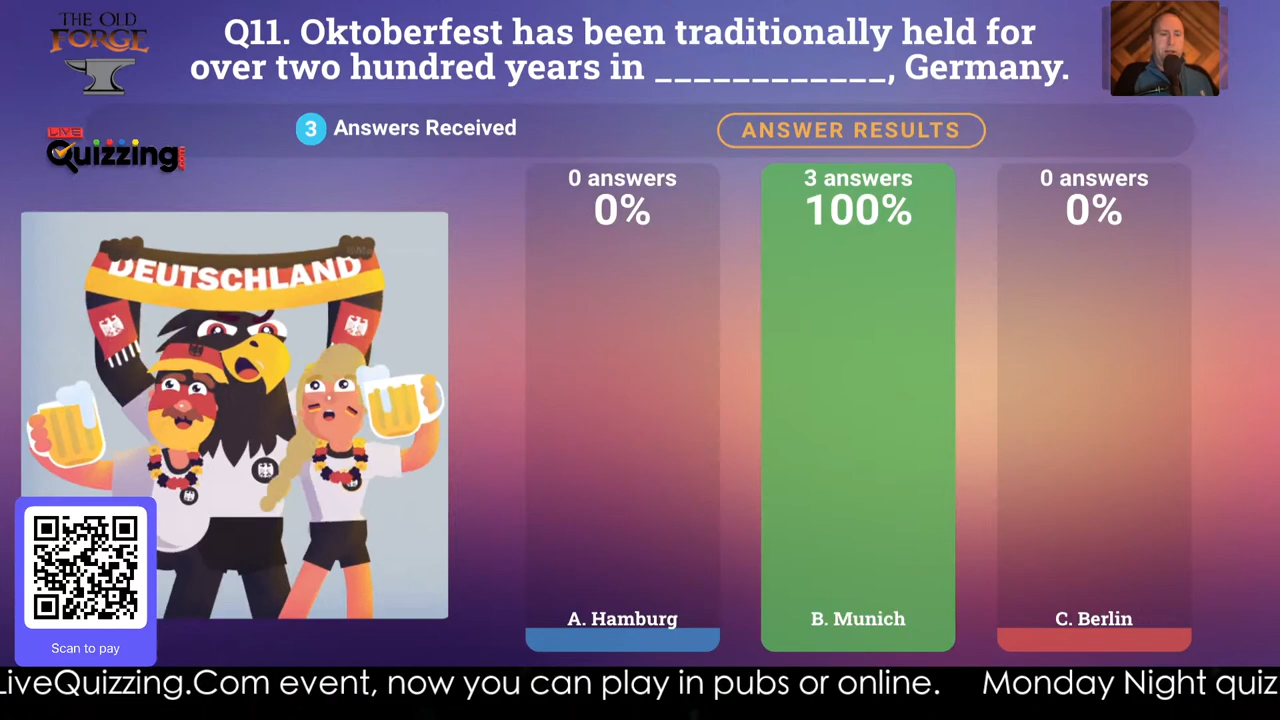 THE OLD
FORGE
Q11. Oktoberfest has been traditionally held for
over two hundred years in ____________, Germany.
3 Answers Received
ANSWER RESULTS
LIVE
Quizzing.com
0 answers
0%
3 answers
100%
0 answers
0%
DEUTSCHLAND
A. Hamburg
B. Munich
C. Berlin
Scan to pay
LiveQuizzing.Com event, now you can play in pubs or online. Monday Night quiz